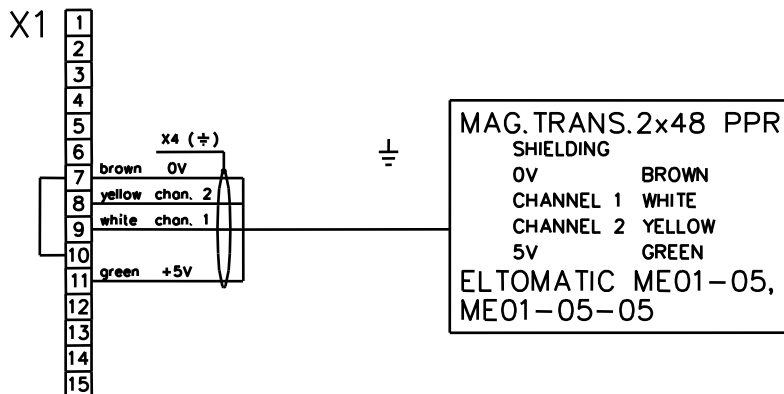 X1
1
2
3
4
5
6 X4 (⏚)
7 brown 0V
8 yellow chan. 2
9 white chan. 1
10
11 green +5V
12
13
14
15
MAG.TRANS.2x48 PPR
SHIELDING
0V BROWN
CHANNEL 1 WHITE
CHANNEL 2 YELLOW
5V GREEN
ELTOMATIC ME01-05,
ME01-05-05